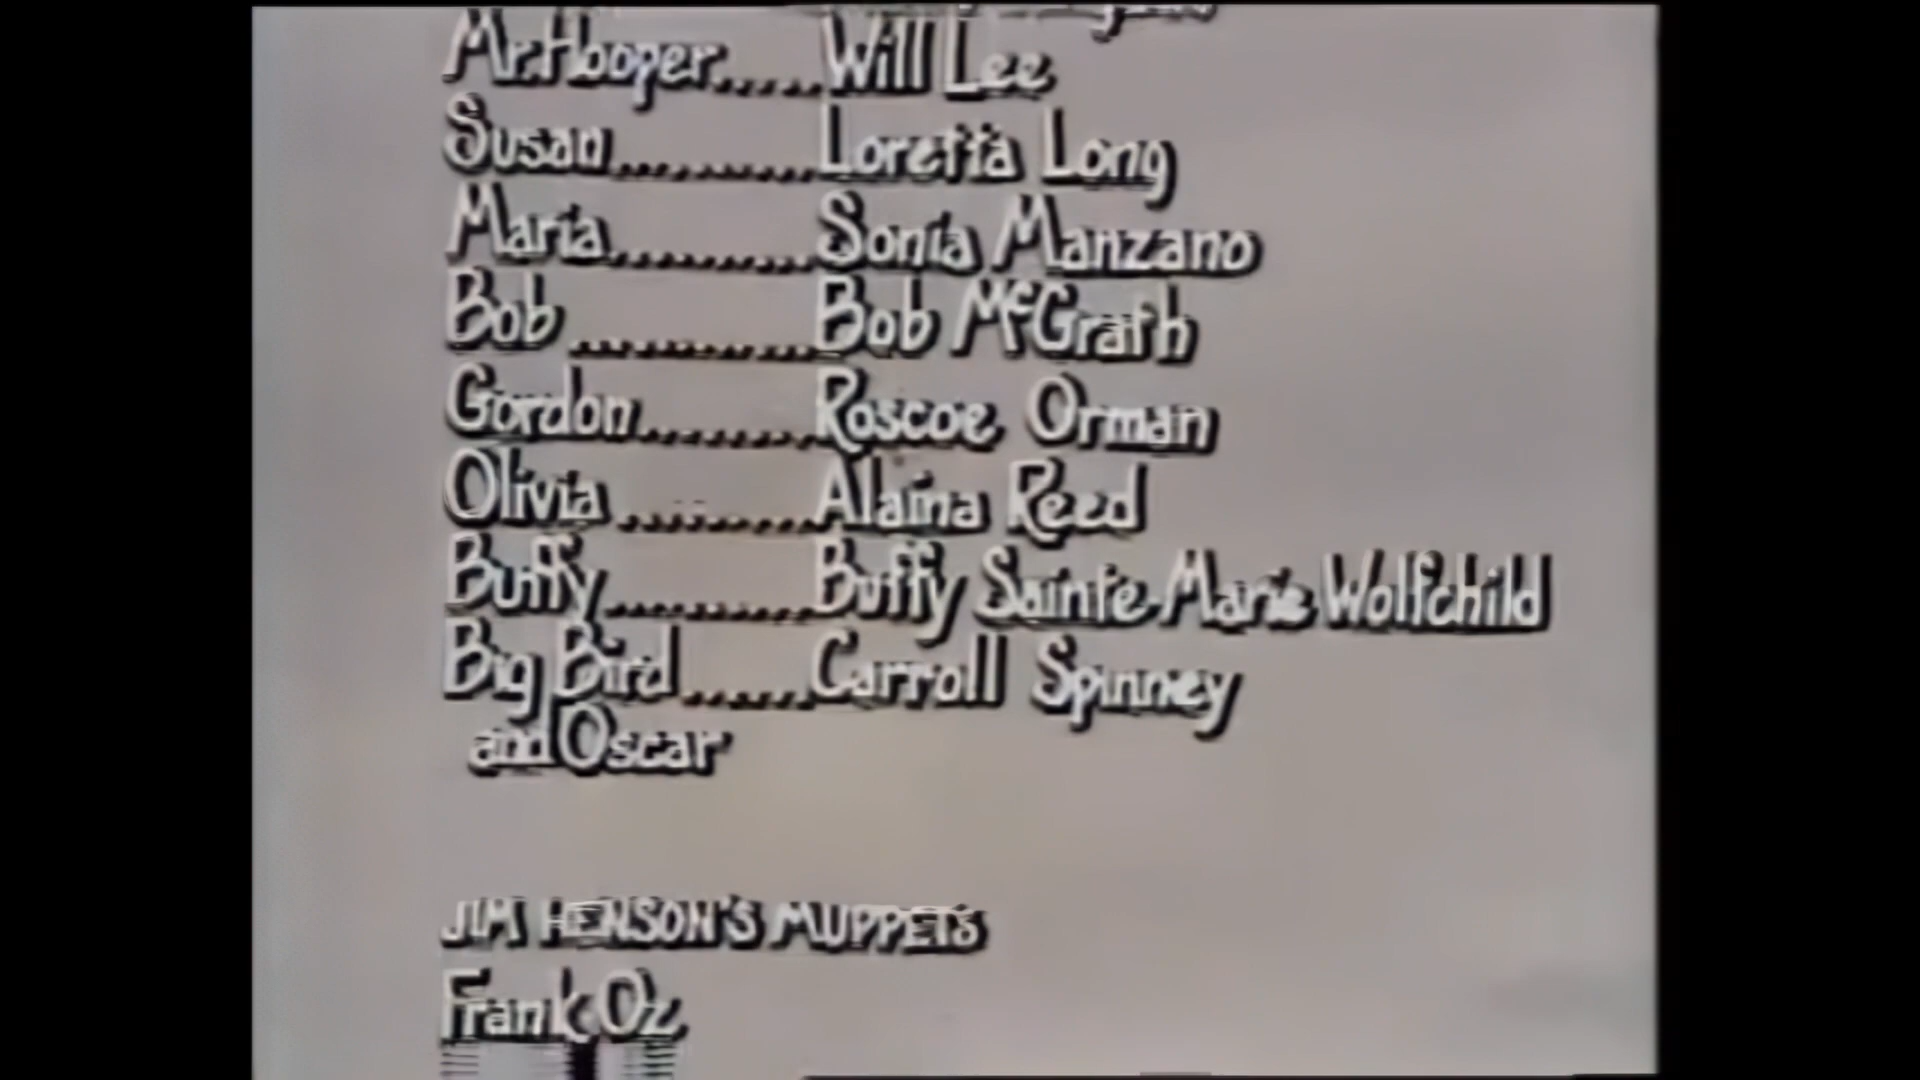 Mr. Hooper.....Will Lee
Susan..........Loretta Long
Maria..........Sonia Manzano
Bob ...........Bob McGrath
Gordon........Roscoe Orman
Olivia .........Alaina Reed
Buffy..........Buffy Sainte-Marie Wolfchild
Big Bird......Carroll Spinney
and Oscar
JIM HENSON'S MUPPETS
Frank Oz